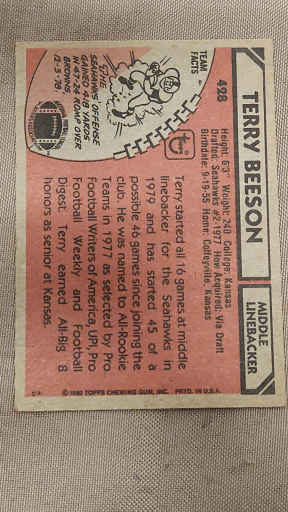 428
TERRY BEESON
MIDDLE
LINEBACKER
Height: 6'3" Weight: 240 College: Kansas
Drafted: Seahawks #2-1977 How Acquired: Via Draft
Birthdate: 9-19-55 Home: Coffeyville, Kansas
TEAM
FACTS
THE
SEAHAWKS OFFENSE
GAINED 418 YARDS
IN 47-24 ROMP OVER
BROWNS,
12-3-78.
Terry started all 16 games at middle
linebacker for the Seahawks in
1979 and has started 45 of a
possible 46 games since joining the
club. He was named to All-Rookie
Teams in 1977 as selected by Pro
Football Writers of America, UPI, Pro
Football Weekly and Football
Digest. Terry earned All-Big 8
honors as senior at Kansas.
© 1980 TOPPS CHEWING GUM, INC. PRTD. IN U.S.A.